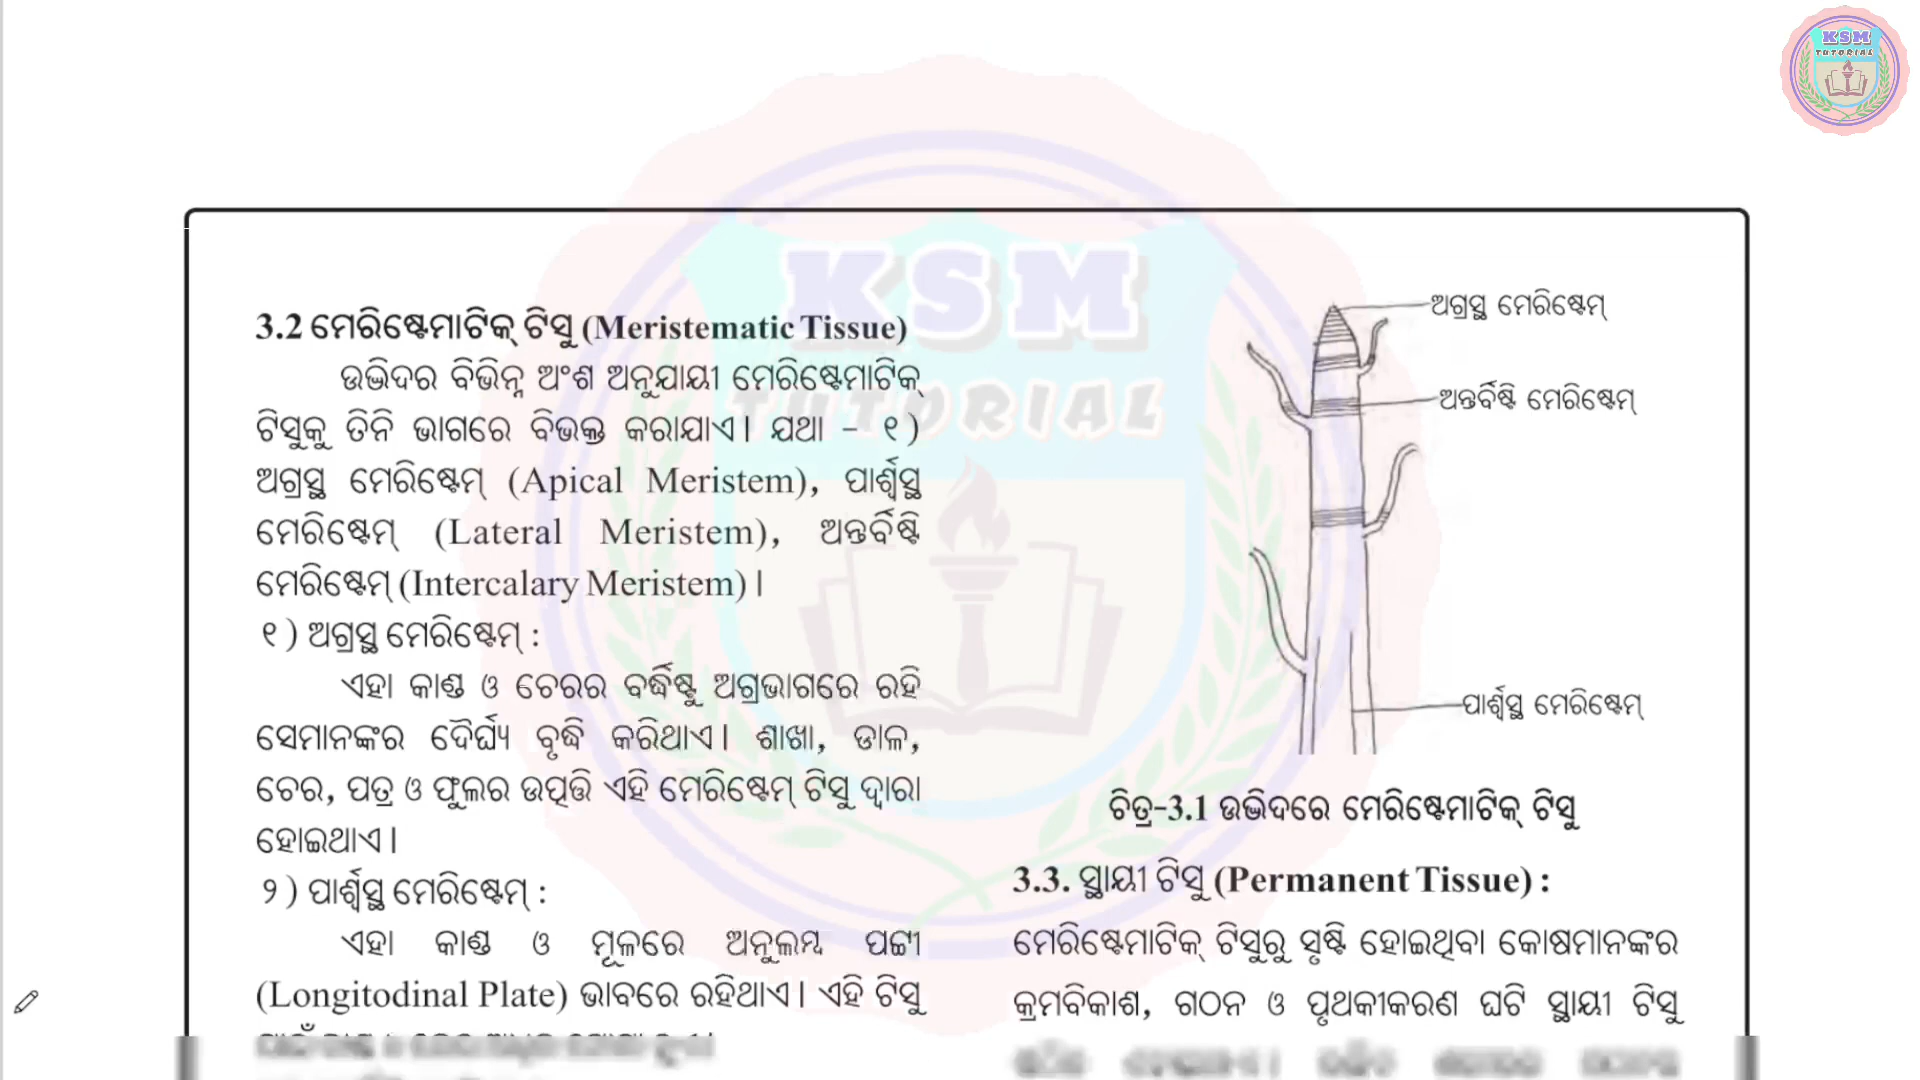 KSM
TUTORIAL
3.2 ମେରିଷ୍ଟେମାଟିକ୍ ଟିସୁ (Meristematic Tissue)
ଉଦ୍ଭିଦର ବିଭିନ୍ନ ଅଂଶ ଅନୁଯାୟୀ ମେରିଷ୍ଟେମାଟିକ୍
ଟିସୁକୁ ତିନି ଭାଗରେ ବିଭକ୍ତ କରାଯାଏ। ଯଥା – ୧)
ଅଗ୍ରସ୍ଥ ମେରିଷ୍ଟେମ୍ (Apical Meristem), ପାର୍ଶ୍ୱସ୍ଥ
ମେରିଷ୍ଟେମ୍ (Lateral Meristem), ଅନ୍ତର୍ବିଷ୍ଟି
ମେରିଷ୍ଟେମ୍ (Intercalary Meristem)।
୧) ଅଗ୍ରସ୍ଥ ମେରିଷ୍ଟେମ୍ :
ଏହା କାଣ୍ଡ ଓ ଚେରର ବର୍ଦ୍ଧିଷ୍ଣୁ ଅଗ୍ରଭାଗରେ ରହି
ସେମାନଙ୍କର ଦୈର୍ଘ୍ୟ ବୃଦ୍ଧି କରିଥାଏ। ଶାଖା, ଡାଳ,
ଚେର, ପତ୍ର ଓ ଫୁଲର ଉତ୍ପତ୍ତି ଏହି ମେରିଷ୍ଟେମ୍ ଟିସୁ ଦ୍ୱାରା
ହୋଇଥାଏ।
୨) ପାର୍ଶ୍ୱସ୍ଥ ମେରିଷ୍ଟେମ୍ :
ଏହା କାଣ୍ଡ ଓ ମୂଳରେ ଅନୁଲମ୍ବ ପଟ୍ଟୀ
(Longitodinal Plate) ଭାବରେ ରହିଥାଏ। ଏହି ଟିସୁ
ଅଗ୍ରସ୍ଥ ମେରିଷ୍ଟେମ୍
ଅନ୍ତର୍ବିଷ୍ଟି ମେରିଷ୍ଟେମ୍
ପାର୍ଶ୍ୱସ୍ଥ ମେରିଷ୍ଟେମ୍
ଚିତ୍ର-3.1 ଉଦ୍ଭିଦରେ ମେରିଷ୍ଟେମାଟିକ୍ ଟିସୁ
3.3. ସ୍ଥାୟୀ ଟିସୁ (Permanent Tissue) :
ମେରିଷ୍ଟେମାଟିକ୍ ଟିସୁରୁ ସୃଷ୍ଟି ହୋଇଥିବା କୋଷମାନଙ୍କର
କ୍ରମବିକାଶ, ଗଠନ ଓ ପୃଥକୀକରଣ ଘଟି ସ୍ଥାୟୀ ଟିସୁ
KSM
TUTORIAL